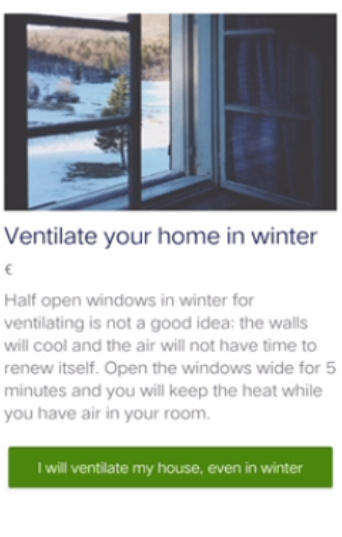 Ventilate your home in winter
€
Half open windows in winter for
ventilating is not a good idea: the walls
will cool and the air will not have time to
renew itself. Open the windows wide for 5
minutes and you will keep the heat while
you have air in your room.
I will ventilate my house, even in winter